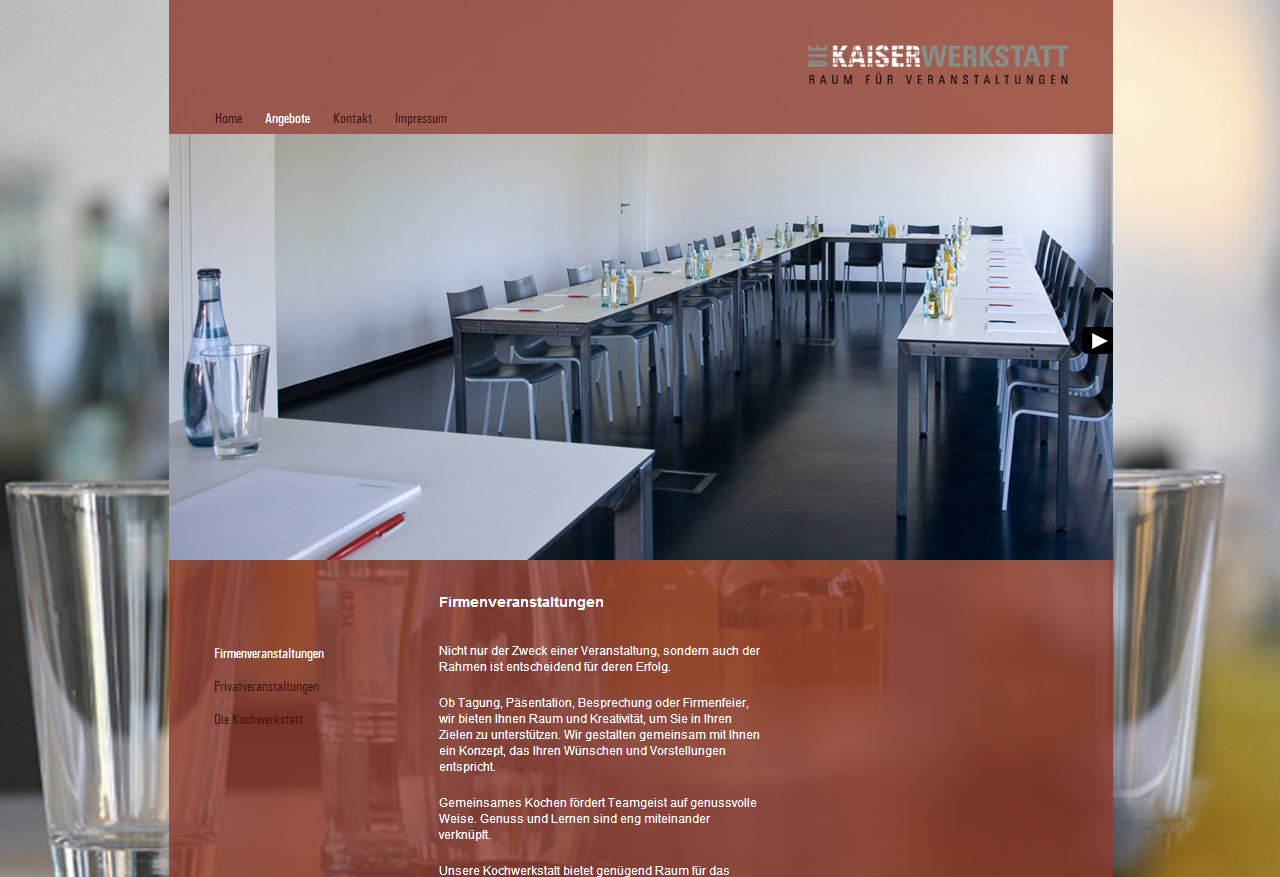 DIE KAISERWERKSTATT
RAUM FÜR VERANSTALTUNGEN
Home Angebote Kontakt Impressum
0,25L
Firmenveranstaltungen
Firmenveranstaltungen
Privatveranstaltungen
Die Kochwerkstatt
Nicht nur der Zweck einer Veranstaltung, sondern auch der
Rahmen ist entscheidend für deren Erfolg.
Ob Tagung, Päsentation, Besprechung oder Firmenfeier,
wir bieten Ihnen Raum und Kreativität, um Sie in Ihren
Zielen zu unterstützen. Wir gestalten gemeinsam mit Ihnen
ein Konzept, das Ihren Wünschen und Vorstellungen
entspricht.
Gemeinsames Kochen fördert Teamgeist auf genussvolle
Weise. Genuss und Lernen sind eng miteinander
verknüpft.
Unsere Kochwerkstatt bietet genügend Raum für das